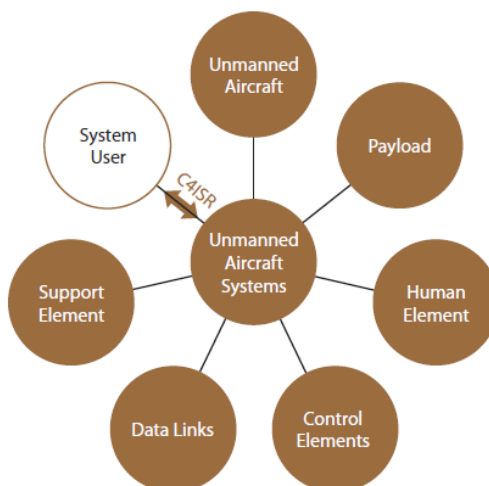 Unmanned
Aircraft
System
User
Payload
C4ISR
Unmanned
Aircraft
Systems
Support
Element
Human
Element
Data Links
Control
Elements